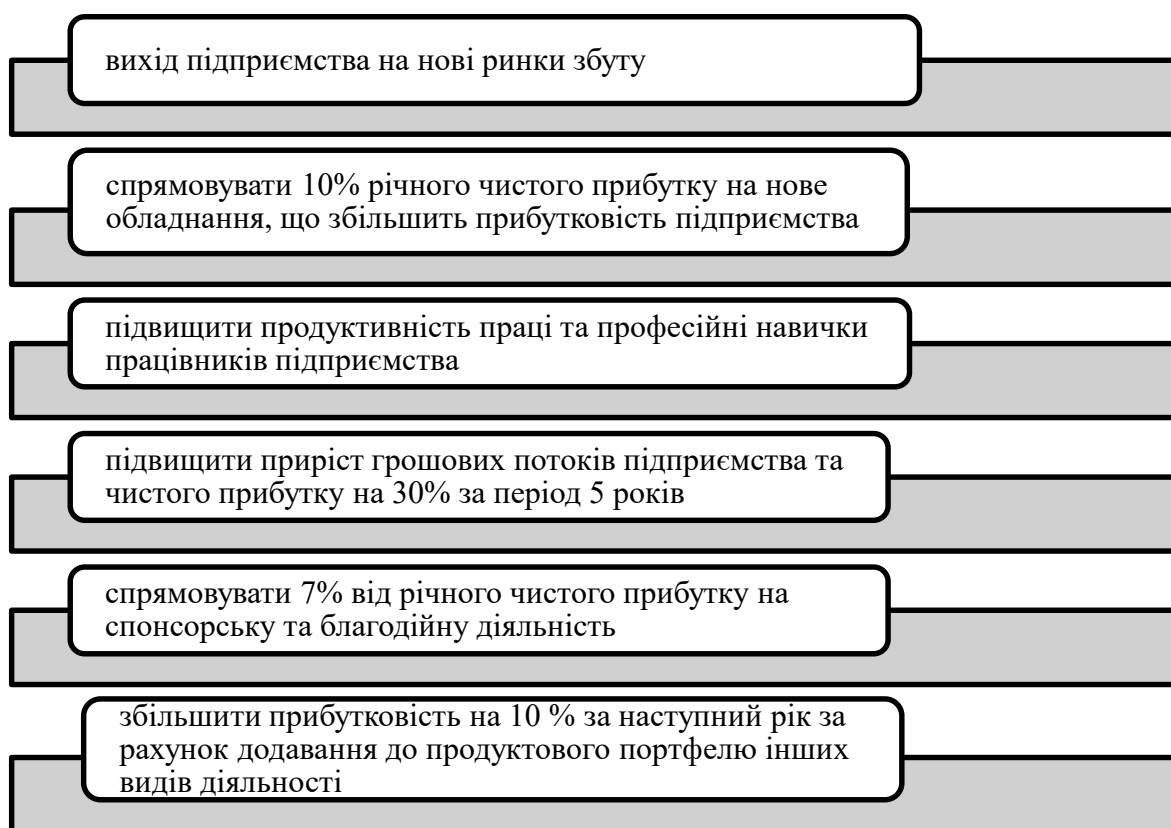 вихід підприємства на нові ринки збуту
спрямовувати 10% річного чистого прибутку на нове
обладнання, що збільшить прибутковість підприємства
підвищити продуктивність праці та професійні навички
працівників підприємства
підвищити приріст грошових потоків підприємства та
чистого прибутку на 30% за період 5 років
спрямовувати 7% від річного чистого прибутку на
спонсорську та благодійну діяльність
збільшити прибутковість на 10 % за наступний рік за
рахунок додавання до продуктового портфелю інших
видів діяльності